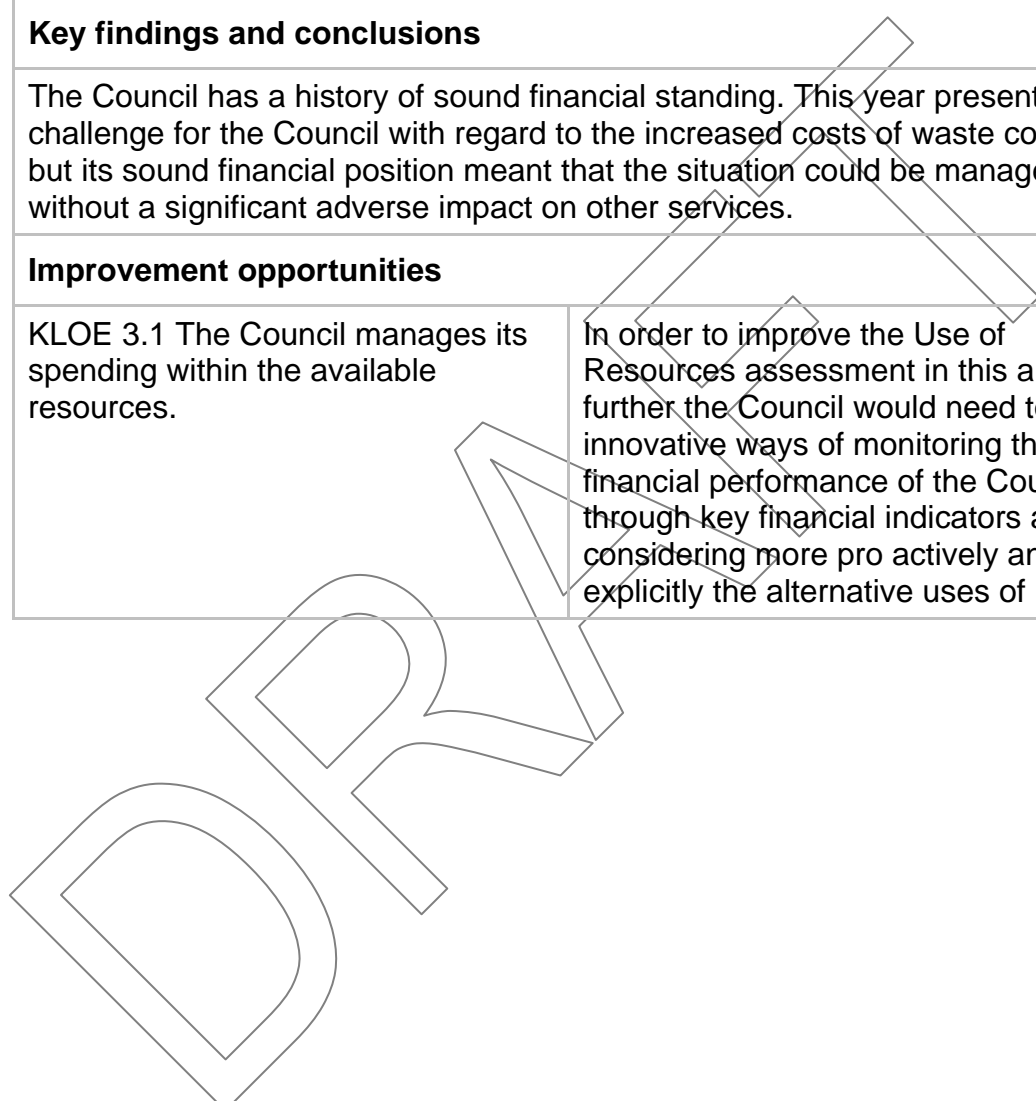 Key findings and conclusions
The Council has a history of sound financial standing. This year present
challenge for the Council with regard to the increased costs of waste co
but its sound financial position meant that the situation could be manage
without a significant adverse impact on other services.
Improvement opportunities
KLOE 3.1 The Council manages its
spending within the available
resources.
In order to improve the Use of
Resources assessment in this a
further the Council would need to
innovative ways of monitoring th
financial performance of the Cou
through key financial indicators a
considering more pro actively an
explicitly the alternative uses of
DRAFT